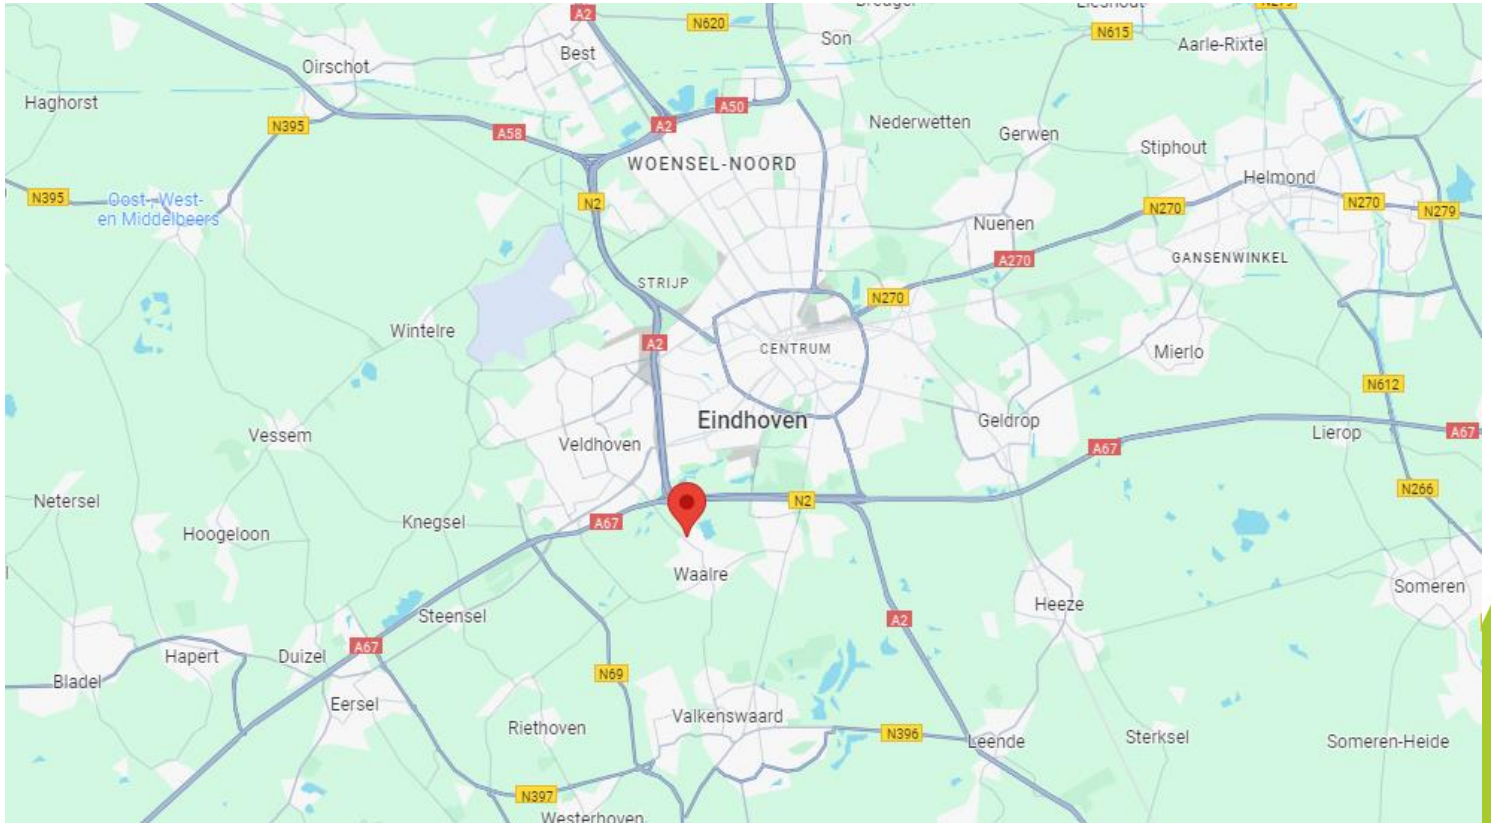 A2
N620
Lieshout
N279
Son
N615
Aarle-Rixtel
Best
Oirschot
Haghorst
A50
N395
A58
A2
Nederwetten
Gerwen
Stiphout
WOENSEL-NOORD
Helmond
N395
Oost-, West-
en Middelbeers
N2
N270
N270
N279
Nuenen
GANSENWINKEL
A270
STRIJP
N270
Wintelre
A2
CENTRUM
Mierlo
N612
Eindhoven
Geldrop
Vessem
Veldhoven
Lierop
A67
A67
Netersel
N2
N266
Hoogeloon
Knegsel
A67
Waalre
Someren
Heeze
Steensel
A2
A67
Hapert
Duizel
Bladel
N69
Eersel
Valkenswaard
Riethoven
N396
Leende
Sterksel
Someren-Heide
N397
Westerhoven